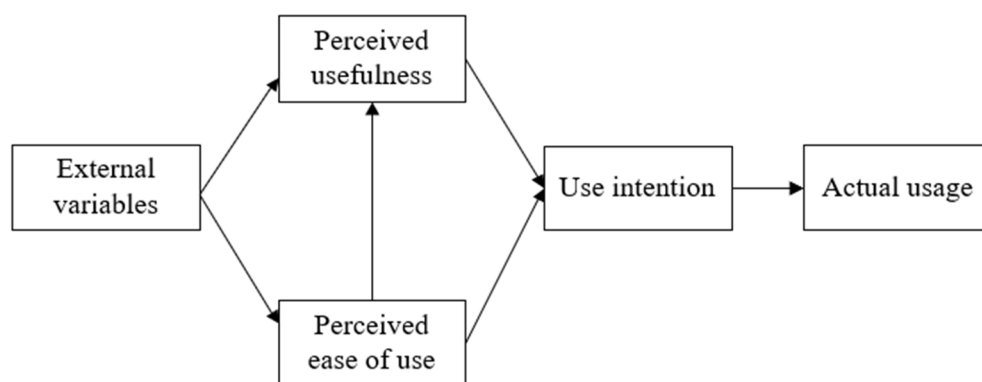 Perceived
usefulness
External
variables
Use intention
Actual usage
Perceived
ease of use